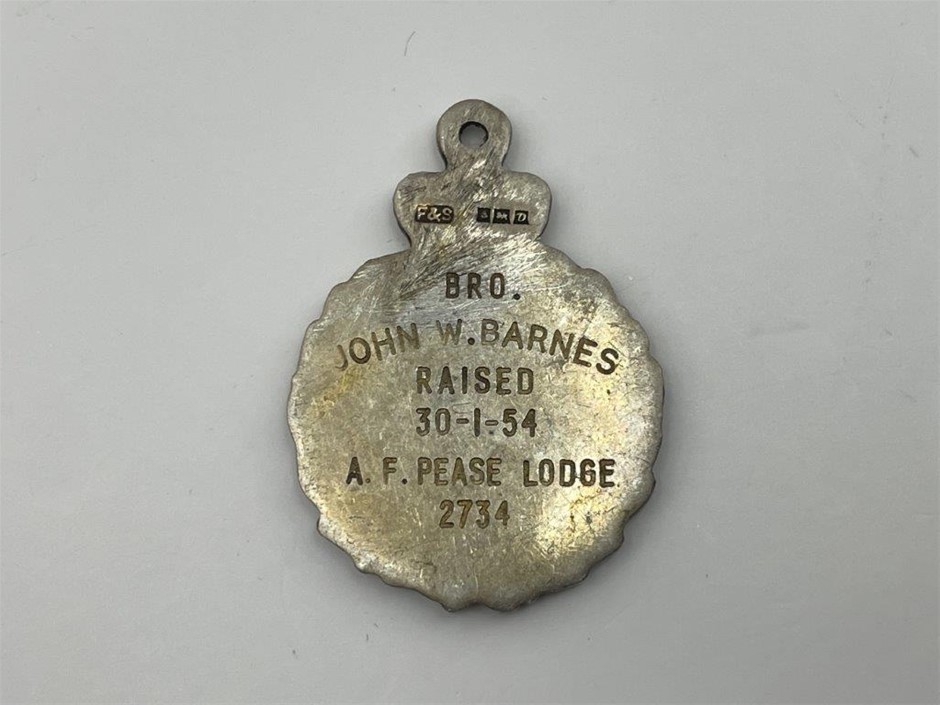 F&S D
BRO.
JOHN W. BARNES
RAISED
30-1-54
A. F. PEASE LODGE
2734